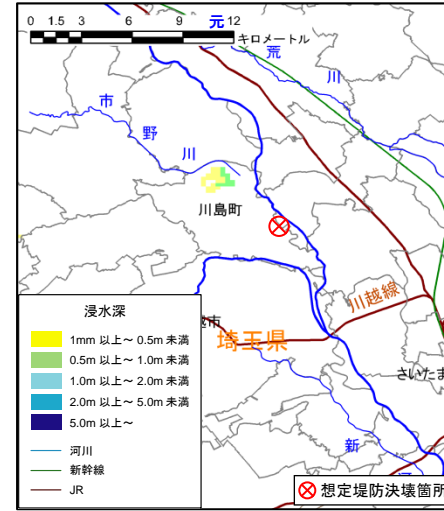 0 1.5 3 6 9 12
キロメートル
元
荒
川
市
野
川
川島町
川越線
埼玉県
さいたま
新
浸水深
1mm 以上～ 0.5m 未満
0.5m 以上～ 1.0m 未満
1.0m 以上～ 2.0m 未満
2.0m 以上～ 5.0m 未満
5.0m 以上～
河川
新幹線
JR
想定堤防決壊箇所